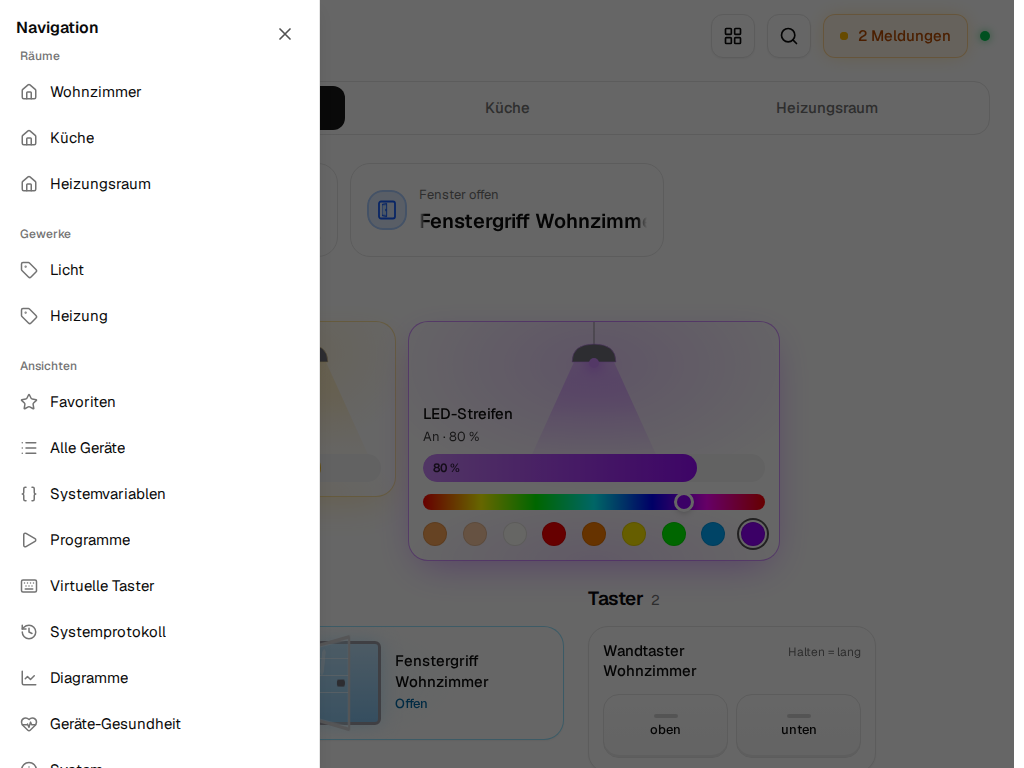 Navigation
Räume
Wohnzimmer
Küche
Heizungsraum
Gewerke
Licht
Heizung
Ansichten
Favoriten
Alle Geräte
Systemvariablen
Programme
Virtuelle Taster
Systemprotokoll
Diagramme
Geräte-Gesundheit
System
2 Meldungen
Küche
Heizungsraum
Fenster offen
Fenstergriff Wohnzimm
LED-Streifen
An · 80 %
80 %
Taster 2
Fenstergriff
Wohnzimmer
Offen
Wandtaster
Wohnzimmer
Halten = lang
oben
unten